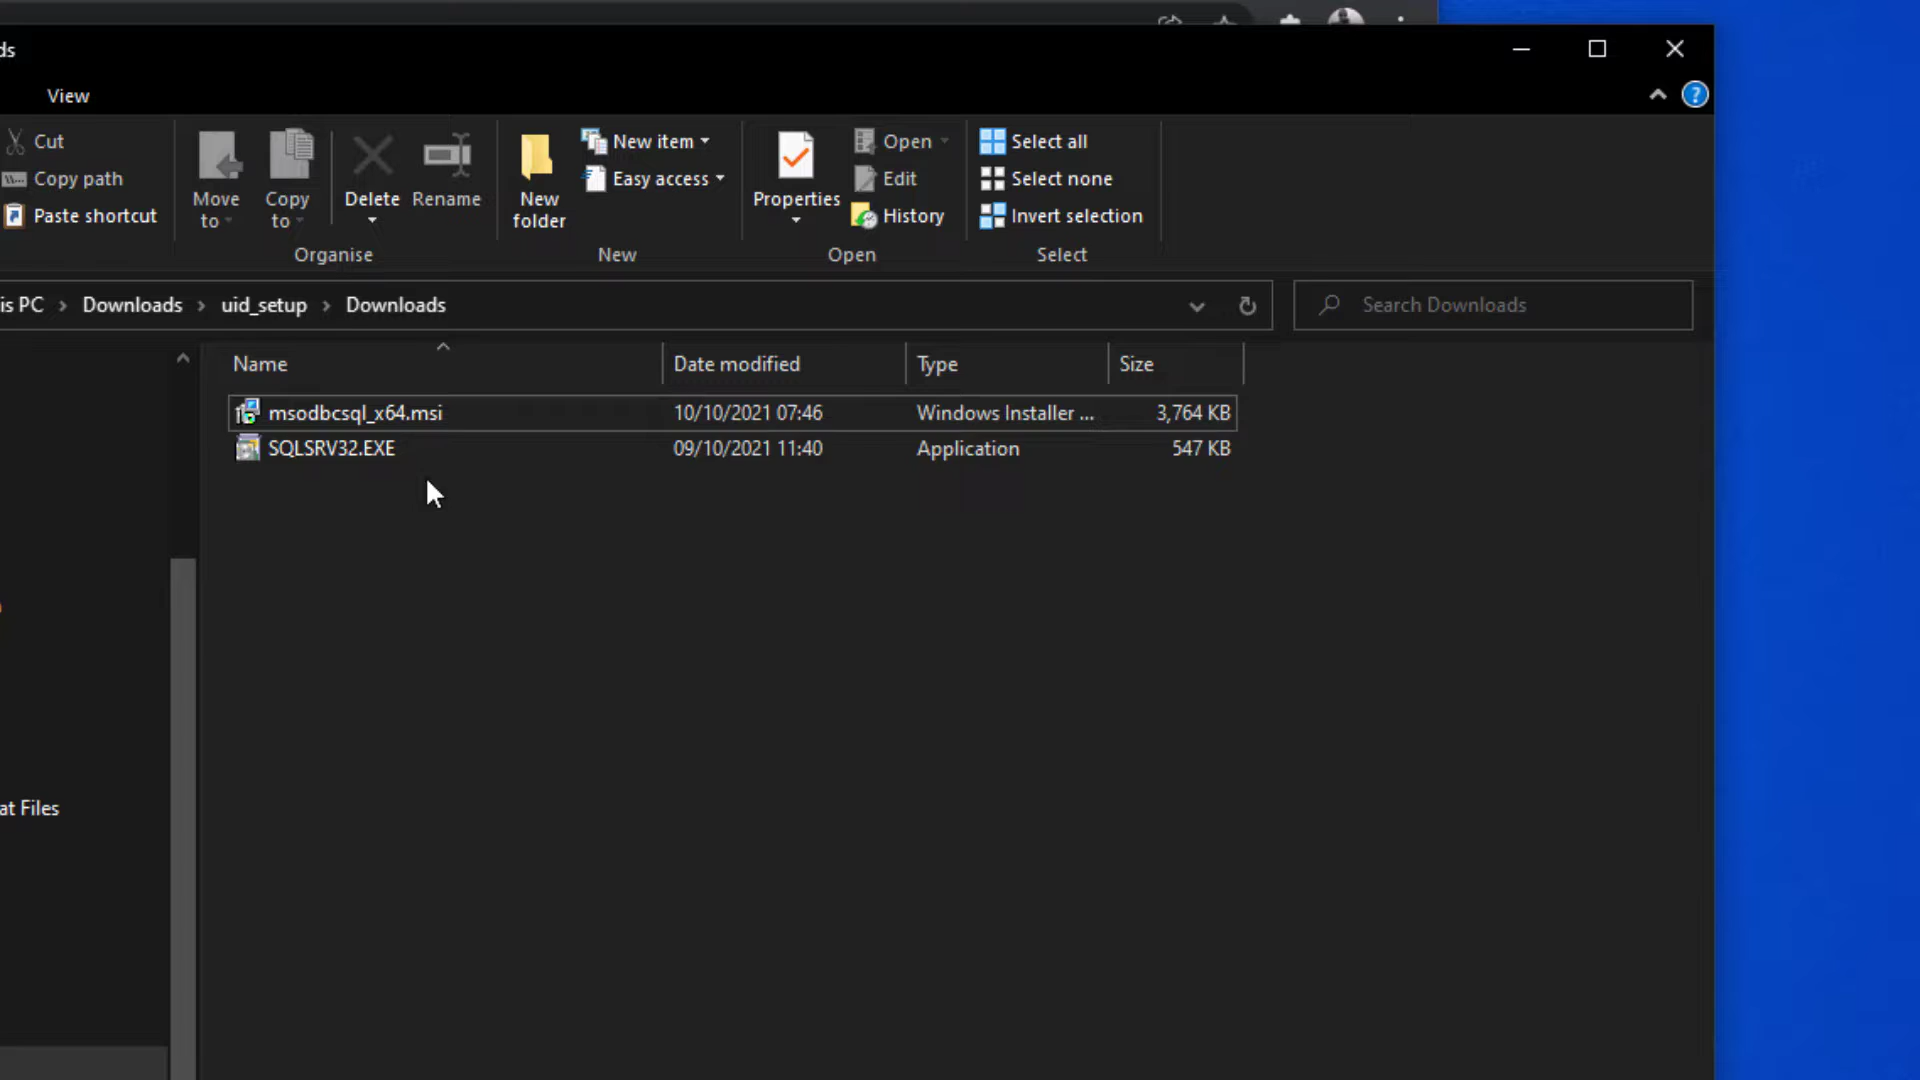 ds
View
Cut
Copy path
Paste shortcut
Move to
Copy to
Delete
Rename
New folder
New item
Easy access
Properties
Open
Edit
History
Select all
Select none
Invert selection
Organise
New
Open
Select
is PC > Downloads > uid_setup > Downloads
Search Downloads
Name Date modified Type Size
msodbcsql_x64.msi 10/10/2021 07:46 Windows Installer ... 3,764 KB
SQLSRV32.EXE 09/10/2021 11:40 Application 547 KB
at Files